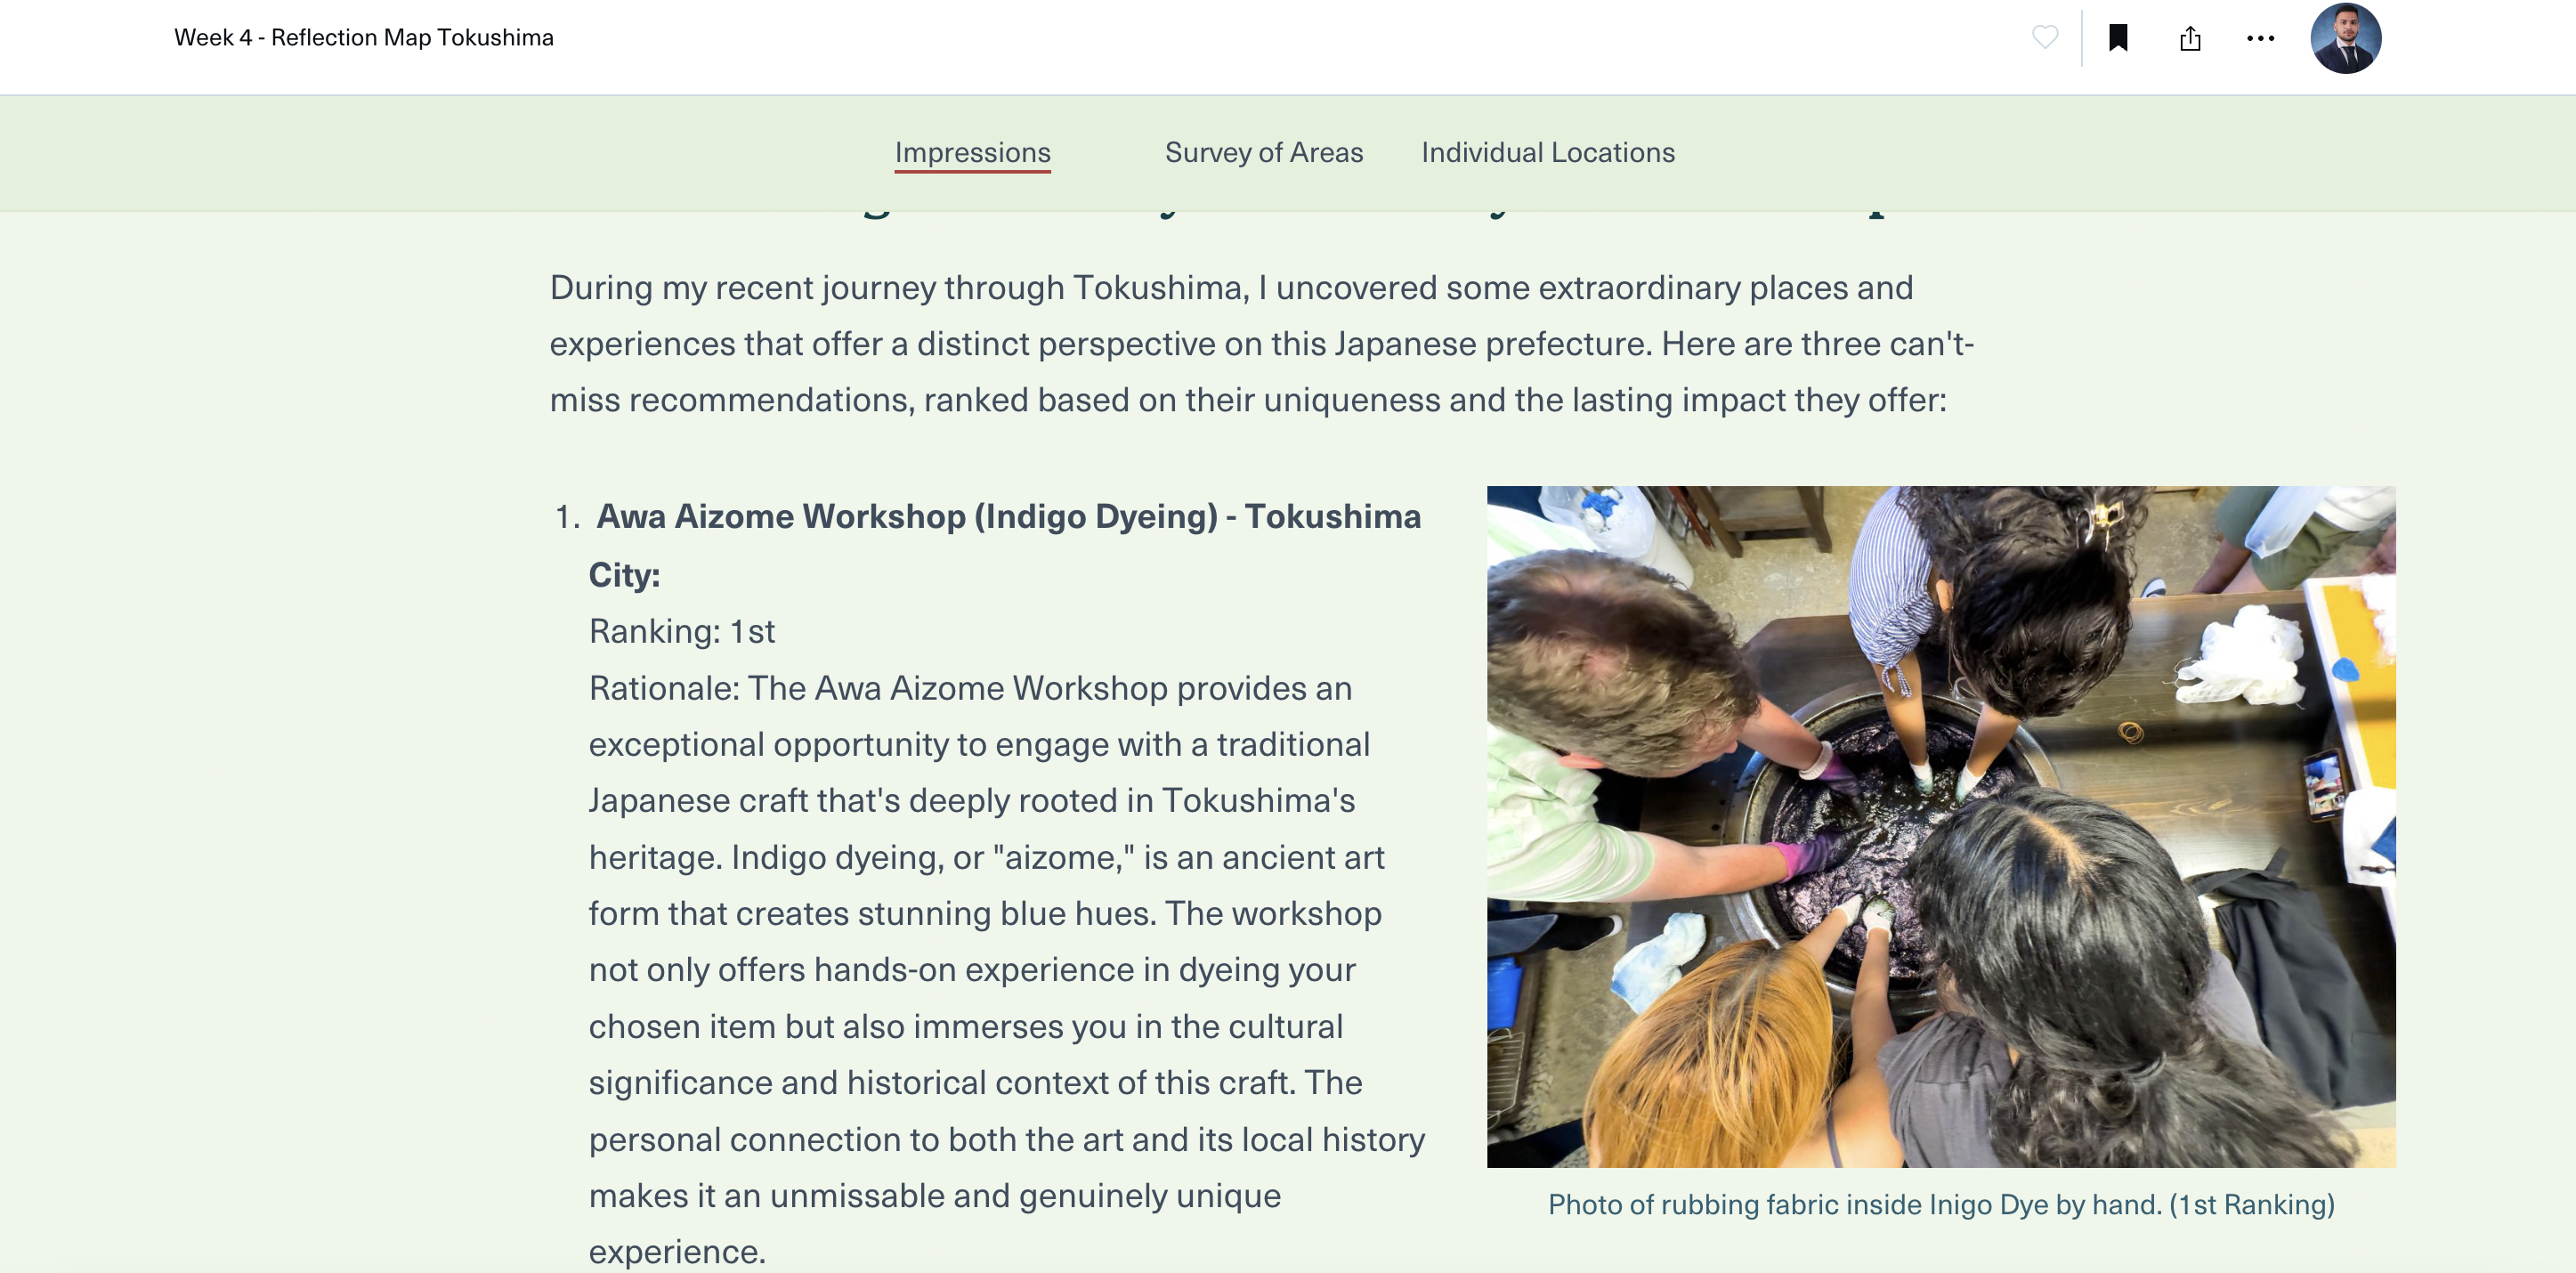 Week 4 - Reflection Map Tokushima
Impressions
Survey of Areas
Individual Locations
During my recent journey through Tokushima, I uncovered some extraordinary places and
experiences that offer a distinct perspective on this Japanese prefecture. Here are three can't-
miss recommendations, ranked based on their uniqueness and the lasting impact they offer:
1. Awa Aizome Workshop (Indigo Dyeing) - Tokushima
City:
Ranking: 1st
Rationale: The Awa Aizome Workshop provides an
exceptional opportunity to engage with a traditional
Japanese craft that's deeply rooted in Tokushima's
heritage. Indigo dyeing, or "aizome," is an ancient art
form that creates stunning blue hues. The workshop
not only offers hands-on experience in dyeing your
chosen item but also immerses you in the cultural
significance and historical context of this craft. The
personal connection to both the art and its local history
makes it an unmissable and genuinely unique
experience.
Photo of rubbing fabric inside Inigo Dye by hand. (1st Ranking)